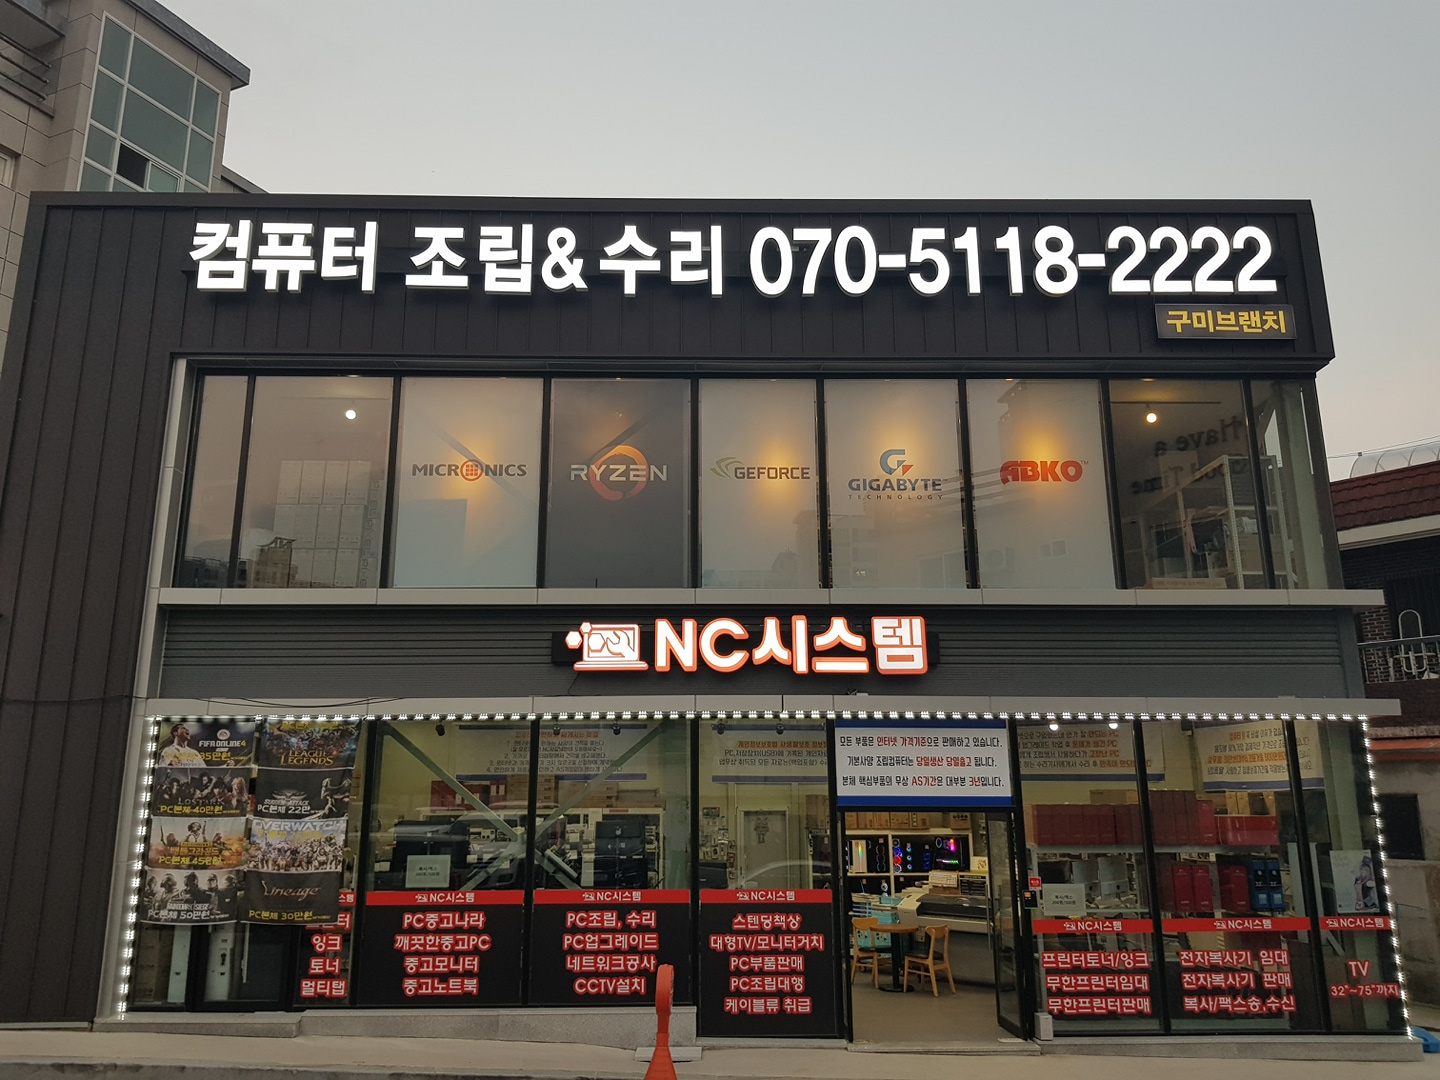 컴퓨터 조립&수리 070-5118-2222
구미브랜치
MICRONICS
RYZEN
GEFORCE
GIGABYTE
TECHNOLOGY
ABKO
Have a
NC시스템
모든 부품은 인터넷 가격기준으로 판매하고 있습니다.
기본사양 조립컴퓨터는 당일생산 당일출고 됩니다.
본체 핵심부품의 무상 AS기간은 대부분 3년입니다.
FIFA ONLINE 4
LEAGUE
LEGENDS
LOST ARK
PC본체 40만원
PC본체 22만
OVERWATCH
배틀그라운드
PC본체 45만원
PC본체 50만원
Lineage
PC본체 30만원
잉크
토너
멀티탭
NC시스템
PC중고나라
깨끗한중고PC
중고모니터
중고노트북
NC시스템
PC조립, 수리
PC업그레이드
네트워크공사
CCTV설치
NC시스템
스텐딩책상
대형TV/모니터거치
PC부품판매
PC조립대행
케이블류 취급
NC시스템
프린터토너/잉크
무한프린터임대
무한프린터판매
NC시스템
전자복사기 임대
전자복사기 판매
복사/팩스송,수신
NC시스템
TV
32"~75"까지